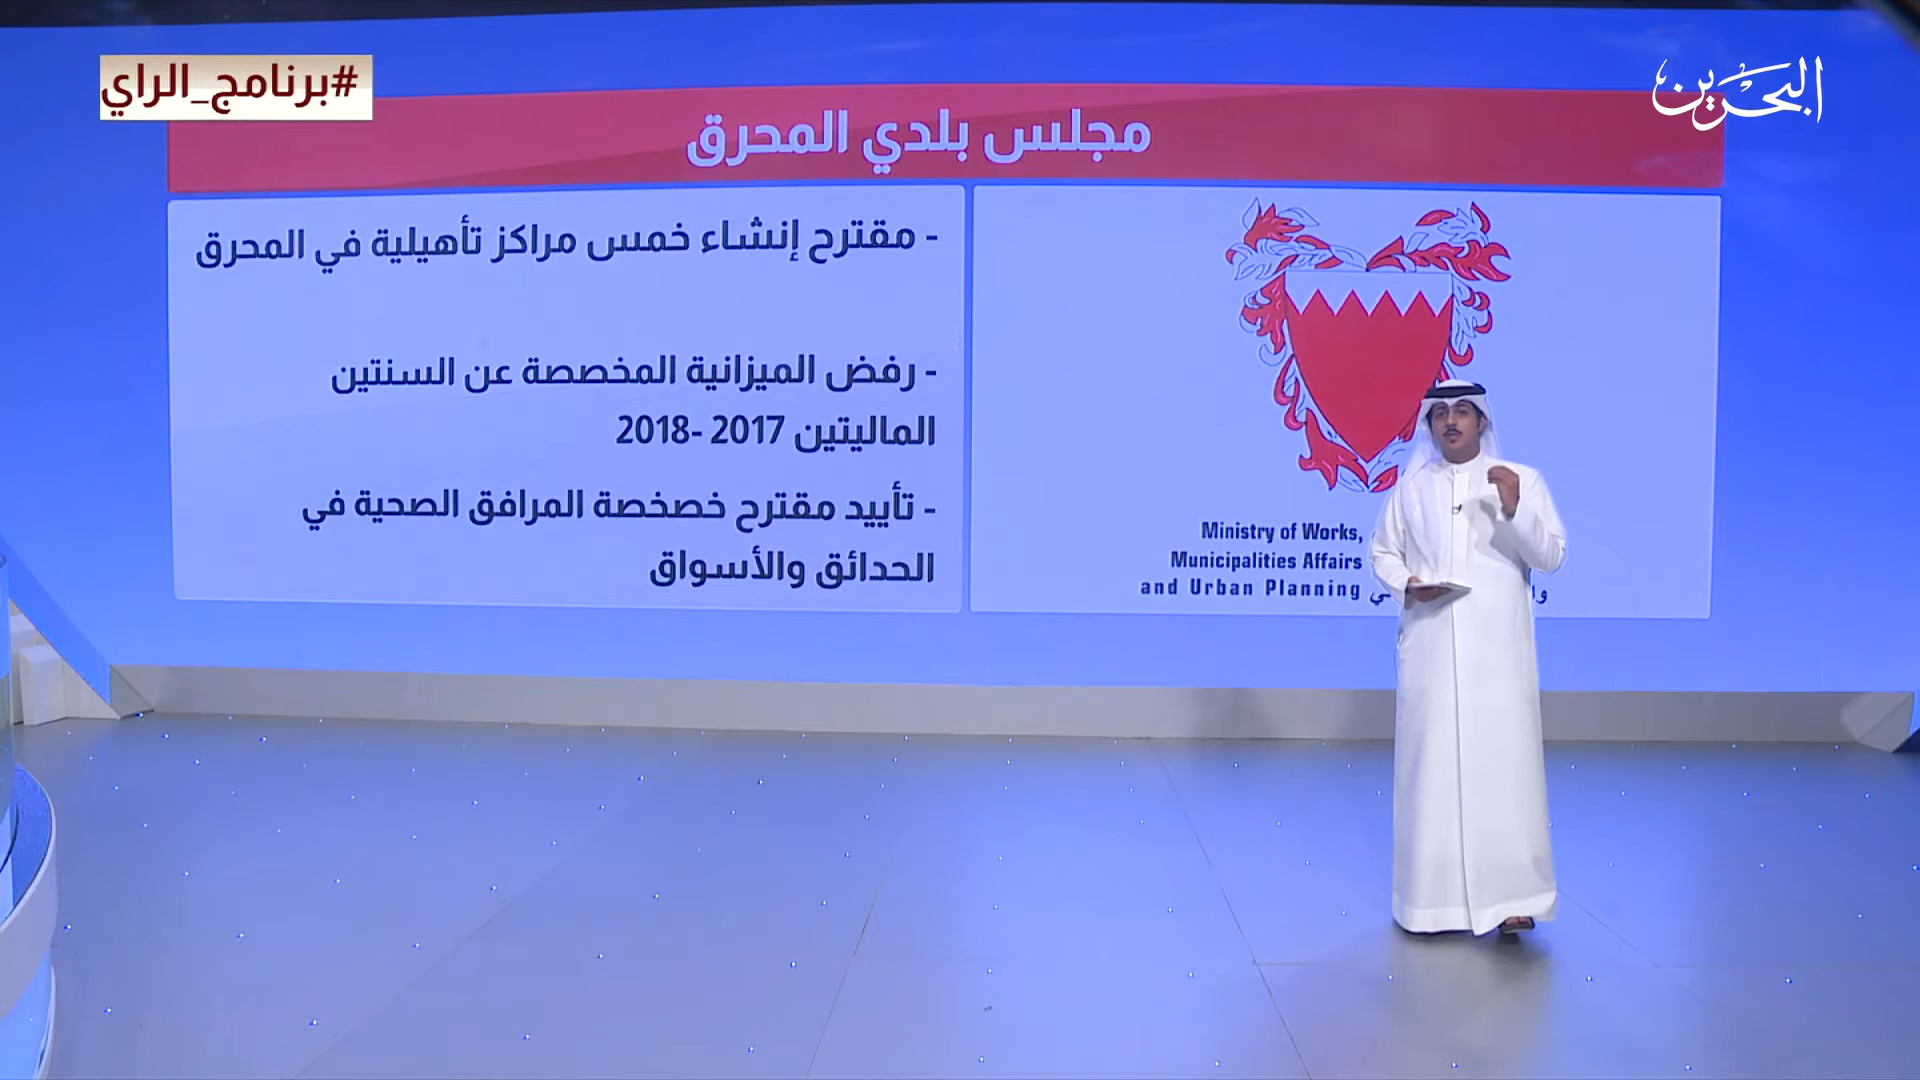 #برنامج_الراي
البحرين
مجلس بلدي المحرق
- مقترح إنشاء خمس مراكز تأهيلية في المحرق
- رفض الميزانية المخصصة عن السنتين
الماليتين 2017 -2018
- تأييد مقترح خصخصة المرافق الصحية في
الحدائق والأسواق
Ministry of Works,
Municipalities Affairs
and Urban Planning